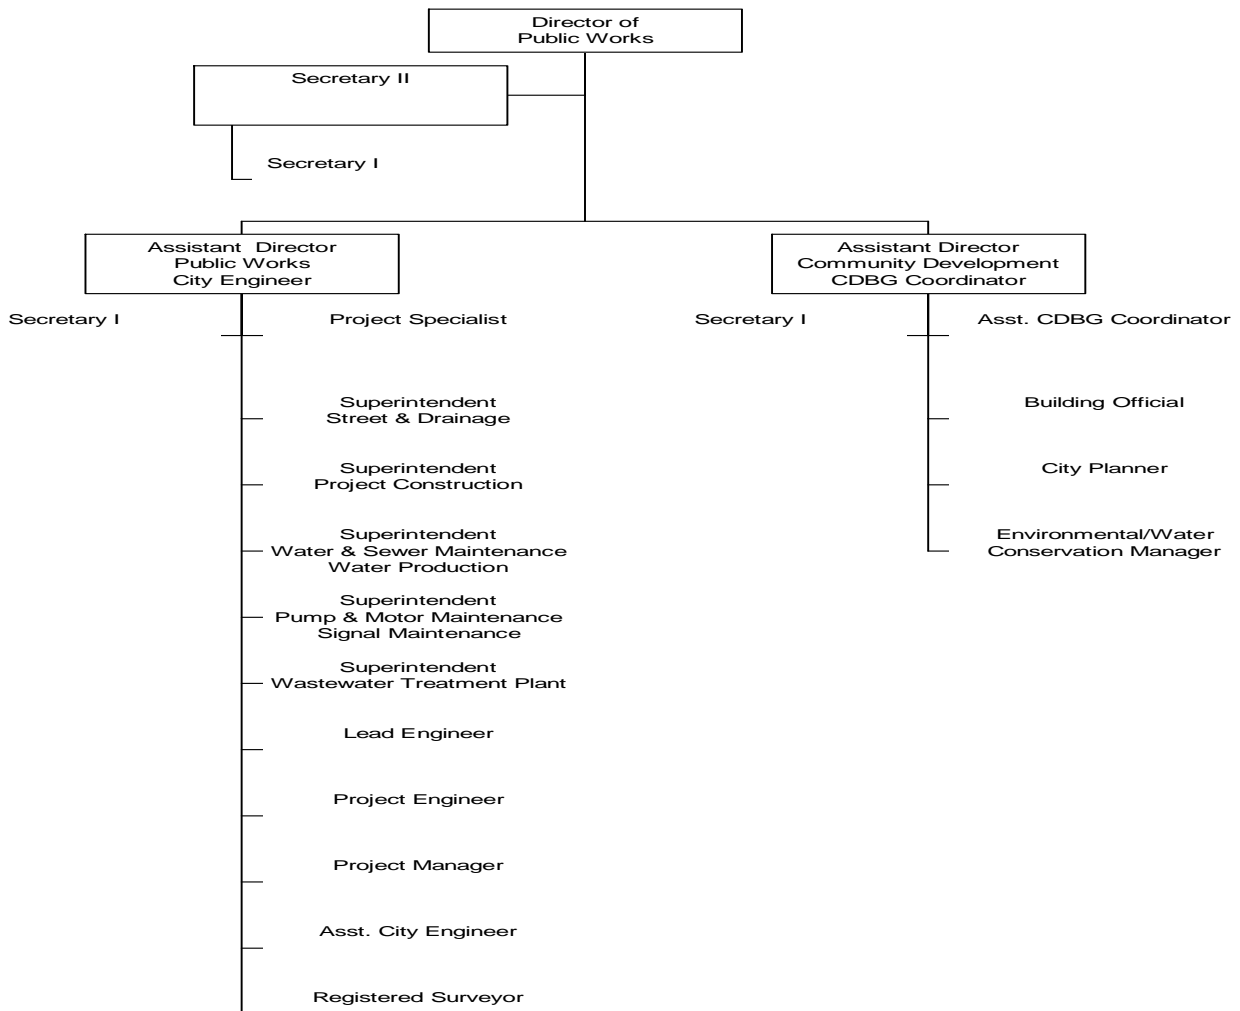 Director of
Public Works
Secretary II
Secretary I
Assistant Director
Public Works
City Engineer
Assistant Director
Community Development
CDBG Coordinator
Secretary I
Project Specialist
Secretary I
Asst. CDBG Coordinator
Superintendent
Street & Drainage
Building Official
Superintendent
Project Construction
City Planner
Superintendent
Water & Sewer Maintenance
Water Production
Environmental/Water
Conservation Manager
Superintendent
Pump & Motor Maintenance
Signal Maintenance
Superintendent
Wastewater Treatment Plant
Lead Engineer
Project Engineer
Project Manager
Asst. City Engineer
Registered Surveyor